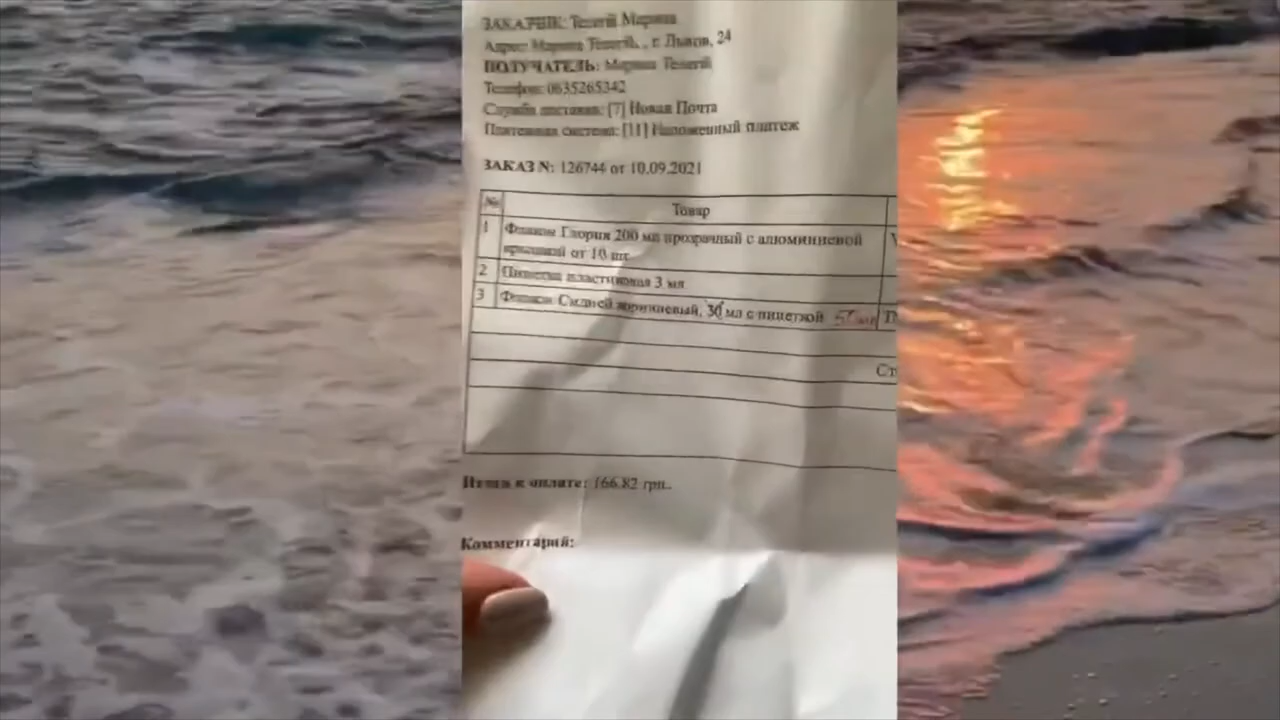 ЗАКАЗЧИК: Телегій Марина
Адрес: Марина Телегій, , г. Львов, 24
ПОЛУЧАТЕЛЬ: Марина Телегій
Телефон: 0635265342
Служба доставки: [7] Новая Почта
Платежная система: [11] Наложенный платеж
ЗАКАЗ N: 126744 от 10.09.2021
№ Товар
1 Флакон Глория 200 мл прозрачный с алюминиевой
крышкой от 10 шт
2 Пипетка пластиковая 3 мл
3 Флакон Сидней коричневый, 30 мл с пипеткой
Ст
Итого к оплате: 166.82 грн.
Комментарий: